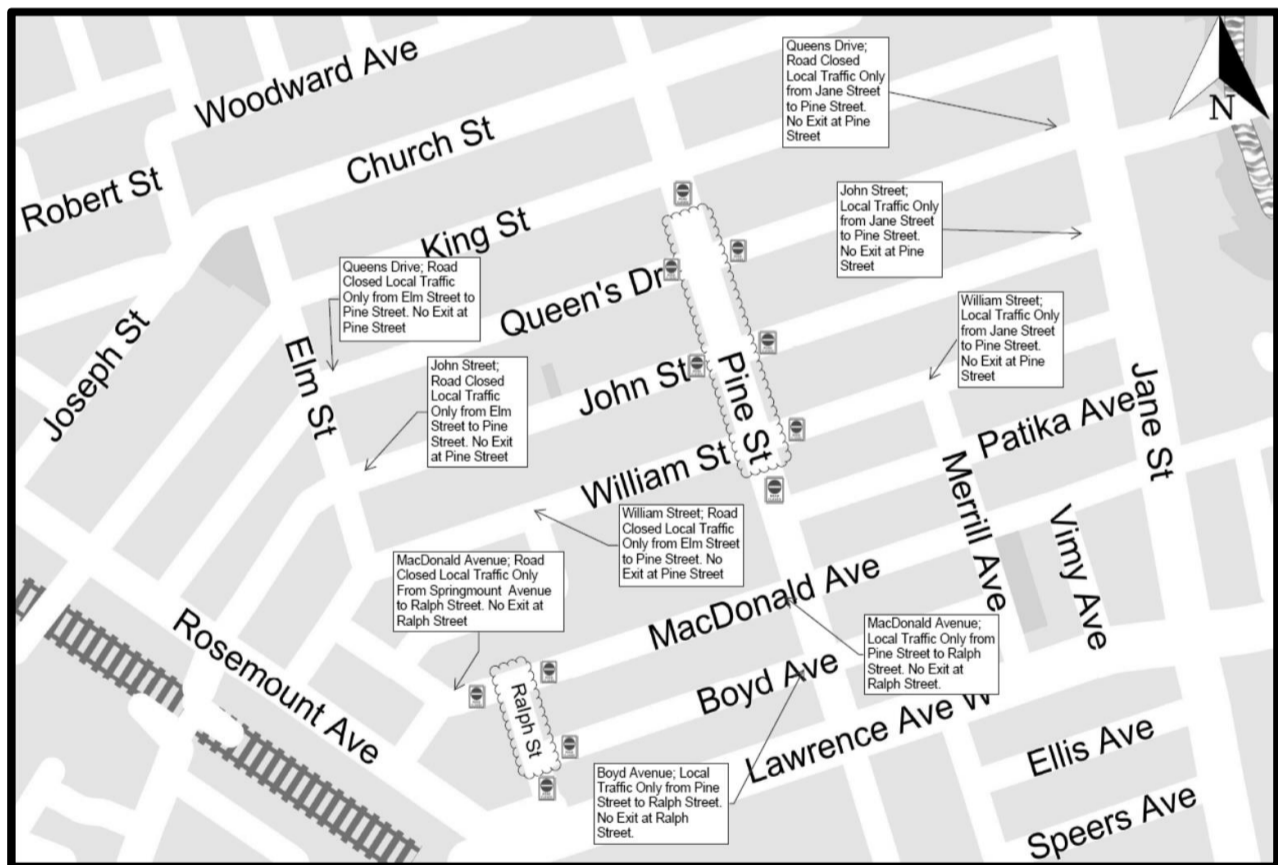 Woodward Ave
Church St
Robert St
King St
Queens Drive;
Road Closed
Local Traffic Only
from Jane Street
to Pine Street.
No Exit at Pine
Street
John Street;
Local Traffic Only
from Jane Street
to Pine Street.
No Exit at Pine
Street
N
Queens Drive; Road
Closed Local Traffic
Only from Elm Street to
Pine Street. No Exit at
Pine Street
Queen's Dr
William Street;
Local Traffic Only
from Jane Street
to Pine Street.
No Exit at Pine
Street
Joseph St
Elm St
John Street;
Road Closed
Local Traffic
Only from Elm
Street to Pine
Street. No Exit
at Pine Street
John St
Pine St
Jane St
Patika Ave
William St
Merrill Ave
Vimy Ave
William Street; Road
Closed Local Traffic
Only from Elm Street
to Pine Street. No
Exit at Pine Street
MacDonald Avenue; Road
Closed Local Traffic Only
From Springmount Avenue
to Ralph Street. No Exit at
Ralph Street
MacDonald Ave
MacDonald Avenue;
Local Traffic Only from
Pine Street to Ralph
Street. No Exit at
Ralph Street.
Rosemount Ave
Ralph St
Boyd Ave
Lawrence Ave W
Boyd Avenue; Local
Traffic Only from Pine
Street to Ralph Street.
No Exit at Ralph
Street.
Ellis Ave
Speers Ave